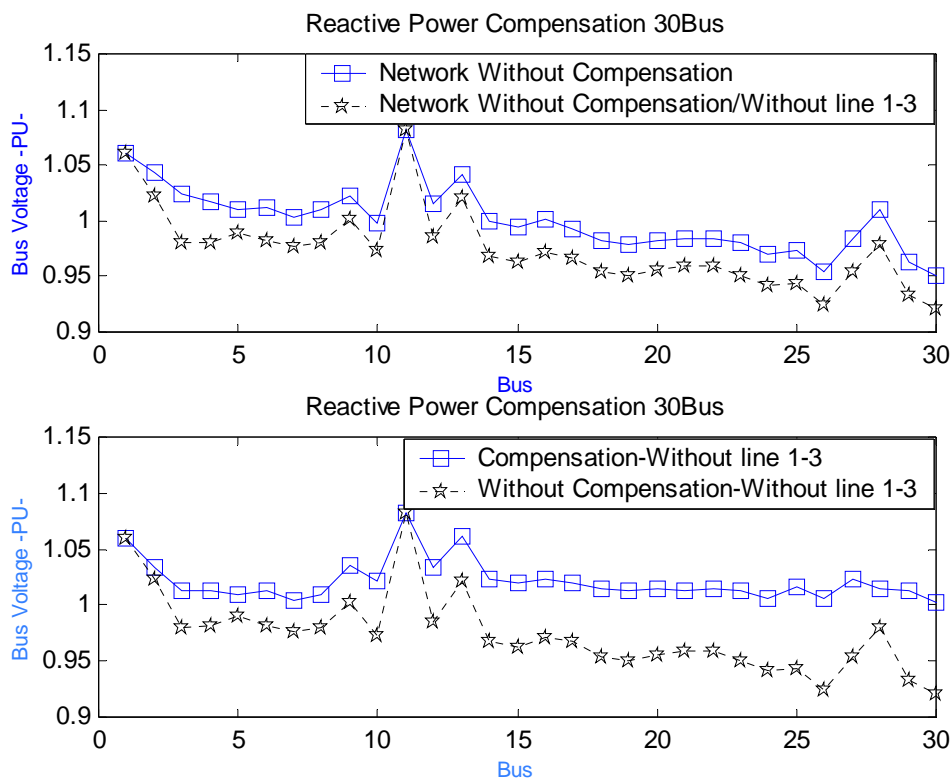 Reactive Power Compensation 30Bus
1.15
1.1
1.05
1
0.95
0.9
Bus Voltage -PU-
Network Without Compensation
Network Without Compensation/Without line 1-3
0 5 10 15 20 25 30
Bus
Reactive Power Compensation 30Bus
1.15
1.1
1.05
1
0.95
0.9
Bus Voltage -PU-
Compensation-Without line 1-3
Without Compensation-Without line 1-3
0 5 10 15 20 25 30
Bus